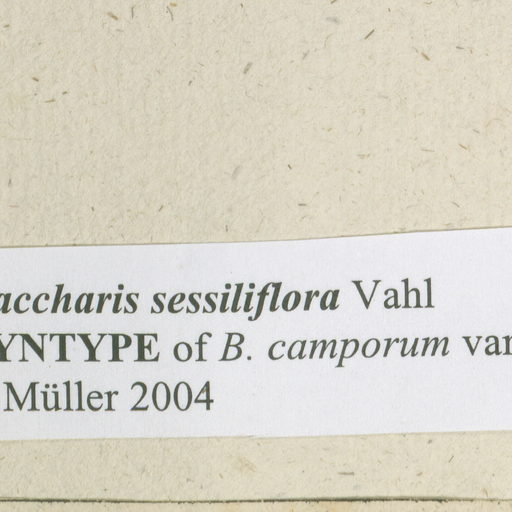 accharis sessiliflora Vahl
YNTYPE of B. camporum var
Müller 2004